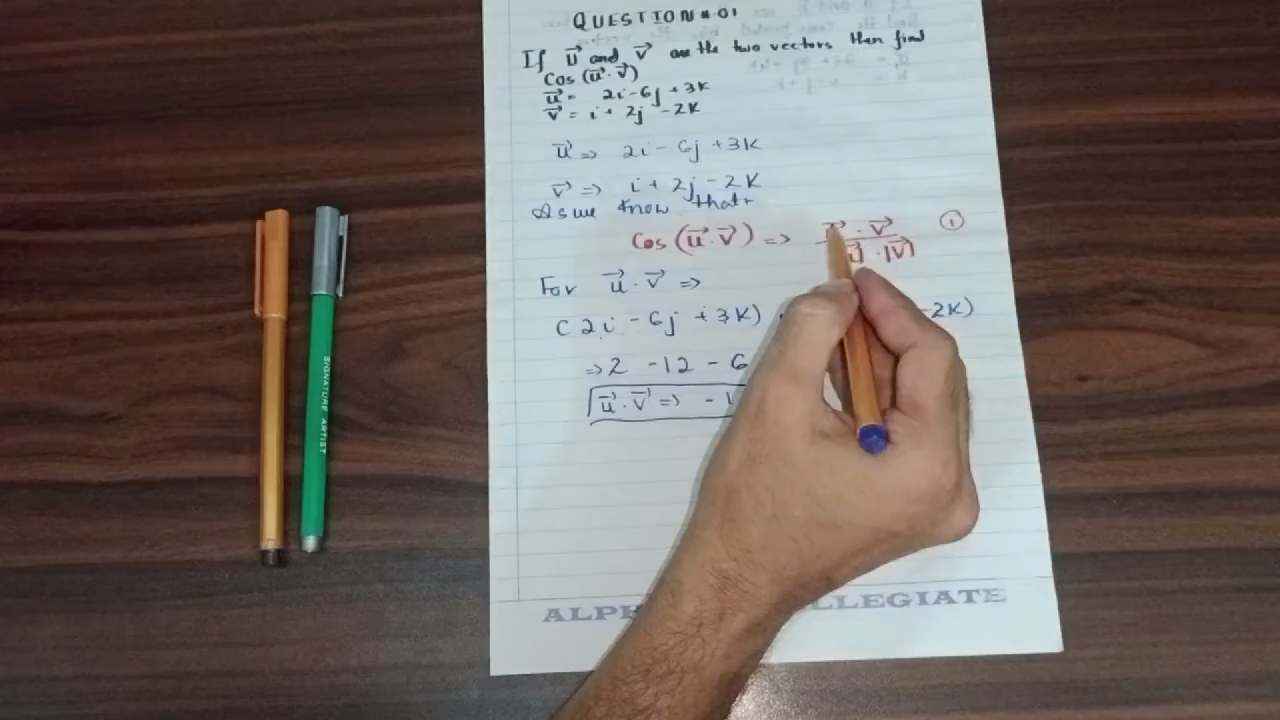 QUESTION # 01
If u⃗ and v⃗ are the two vectors then find
Cos (u⃗ · v⃗)
u⃗ = 2i - 6j + 3k
v⃗ = i + 2j - 2k
u⃗ => 2i - 6j + 3k
v⃗ => i + 2j - 2k
As we know that
Cos (u⃗ · v⃗) => · v⃗ ①
· |v⃗|
For u⃗ · v⃗ =>
(2i - 6j + 3k) - 2k)
=> 2 - 12 - 6
u⃗ · v⃗ => - 1
SIGNATURE ARTIST
ALPH LLEGIATE